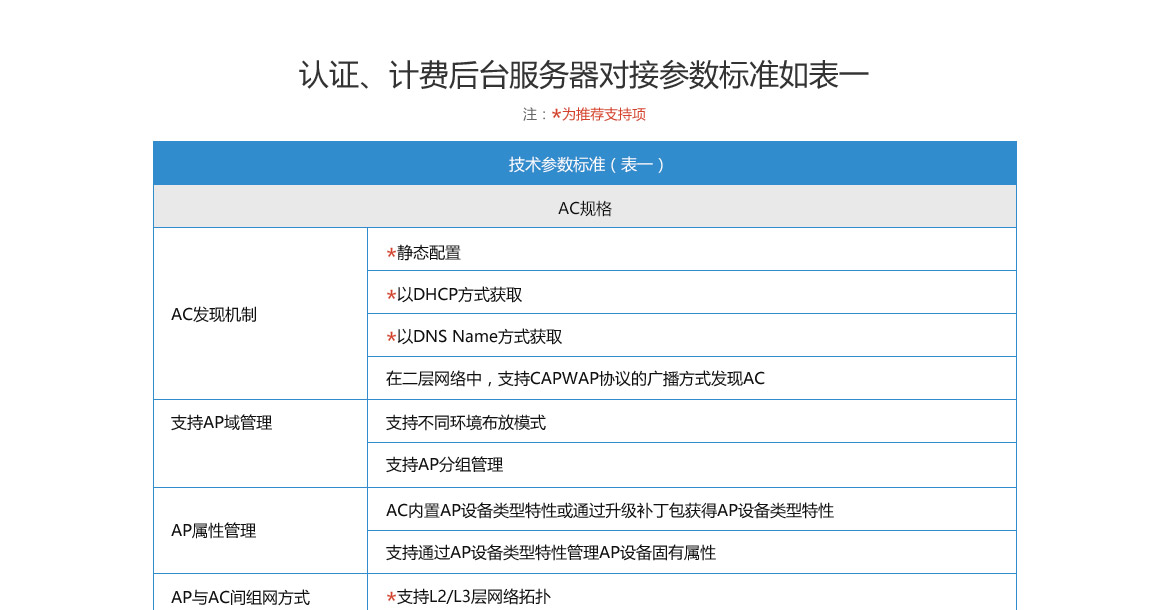 认证、计费后台服务器对接参数标准如表一
注：*为推荐支持项
技术参数标准（表一）
AC规格
AC发现机制
*静态配置
*以DHCP方式获取
*以DNS Name方式获取
在二层网络中，支持CAPWAP协议的广播方式发现AC
支持AP域管理
支持不同环境布放模式
支持AP分组管理
AP属性管理
AC内置AP设备类型特性或通过升级补丁包获得AP设备类型特性
支持通过AP设备类型特性管理AP设备固有属性
AP与AC间组网方式
*支持L2/L3层网络拓扑